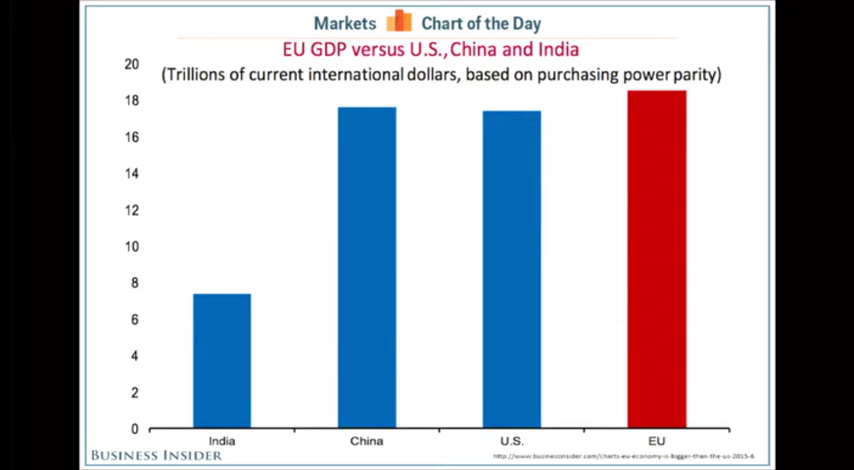 Markets Chart of the Day
EU GDP versus U.S., China and India
(Trillions of current international dollars, based on purchasing power parity)
20
18
16
14
12
10
8
6
4
2
0
India China U.S. EU
BUSINESS INSIDER
http://www.businessinsider.com/charts-eu-economy-is-bigger-than-the-us-2015-6